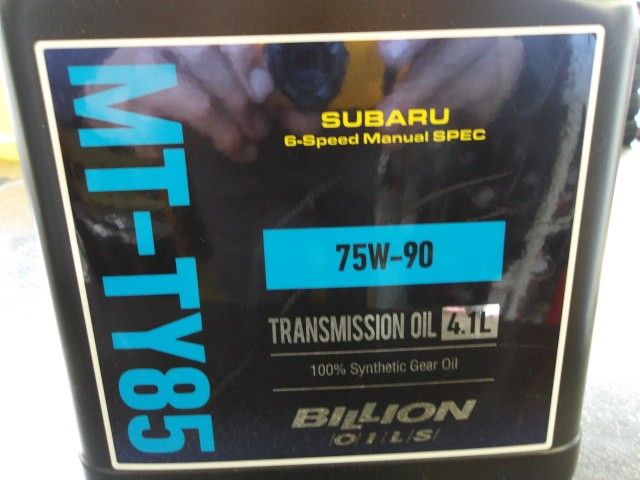 MT-TY85
SUBARU
6-Speed Manual SPEC
75W-90
TRANSMISSION OIL 4.1L
100% Synthetic Gear Oil
BILLION
OILS